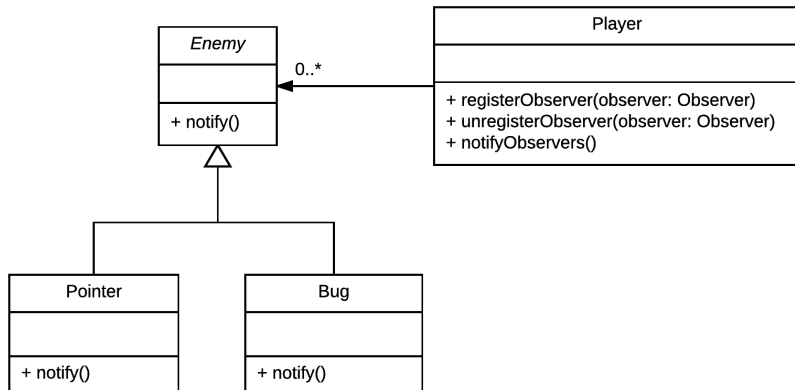 Enemy
+ notify()
0..*
Player
+ registerObserver(observer: Observer)
+ unregisterObserver(observer: Observer)
+ notifyObservers()
Pointer
+ notify()
Bug
+ notify()